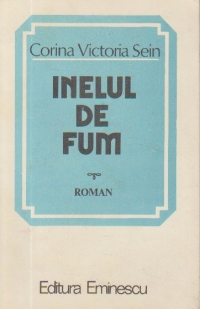 Corina Victoria Sein
INELUL
DE
FUM
ROMAN
Editura Eminescu